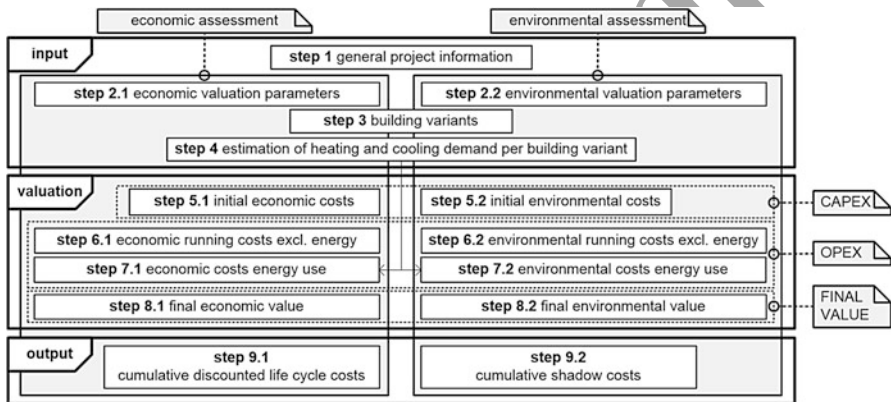 economic assessment
environmental assessment
input
step 1 general project information
step 2.1 economic valuation parameters
step 2.2 environmental valuation parameters
step 3 building variants
step 4 estimation of heating and cooling demand per building variant
valuation
step 5.1 initial economic costs
step 5.2 initial environmental costs
CAPEX
step 6.1 economic running costs excl. energy
step 6.2 environmental running costs excl. energy
OPEX
step 7.1 economic costs energy use
step 7.2 environmental costs energy use
step 8.1 final economic value
step 8.2 final environmental value
FINAL
VALUE
output
step 9.1
cumulative discounted life cycle costs
step 9.2
cumulative shadow costs